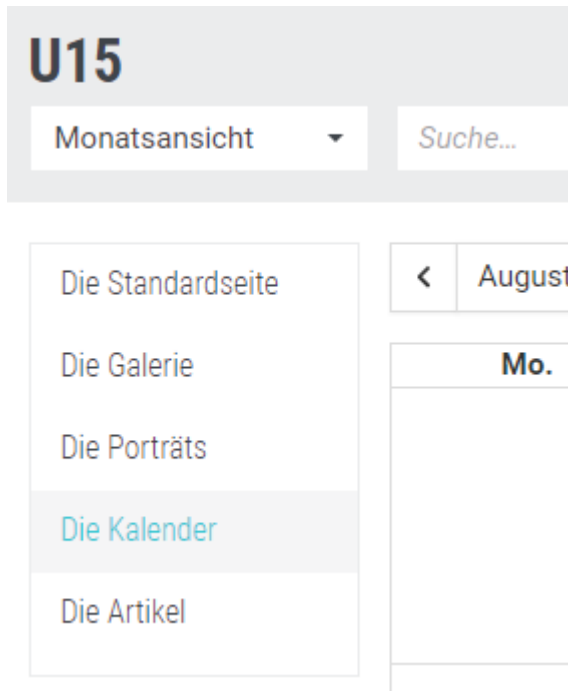 U15
Monatsansicht
Suche...
Die Standardseite
Die Galerie
Die Porträts
Die Kalender
Die Artikel
August
Mo.